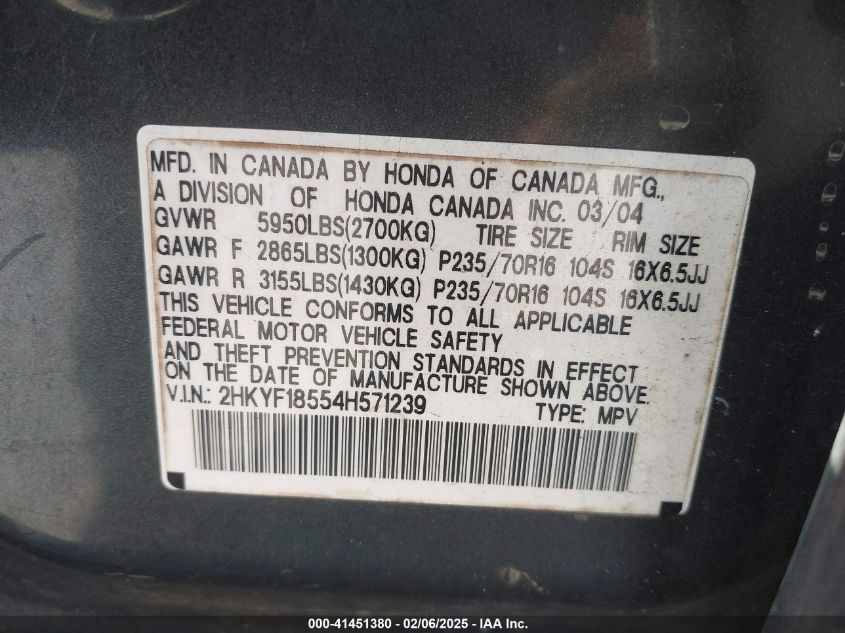 MFD. IN CANADA BY HONDA OF CANADA MFG.,
A DIVISION OF HONDA CANADA INC. 03/04
GVWR 5950LBS(2700KG) TIRE SIZE RIM SIZE
GAWR F 2865LBS(1300KG) P235/70R16 104S 16X6.5JJ
GAWR R 3155LBS(1430KG) P235/70R16 104S 16X6.5JJ
THIS VEHICLE CONFORMS TO ALL APPLICABLE
FEDERAL MOTOR VEHICLE SAFETY
AND THEFT PREVENTION STANDARDS IN EFFECT
ON THE DATE OF MANUFACTURE SHOWN ABOVE.
V.I.N.: 2HKYF18554H571239 TYPE: MPV
000-41451380 - 02/06/2025 - IAA Inc.